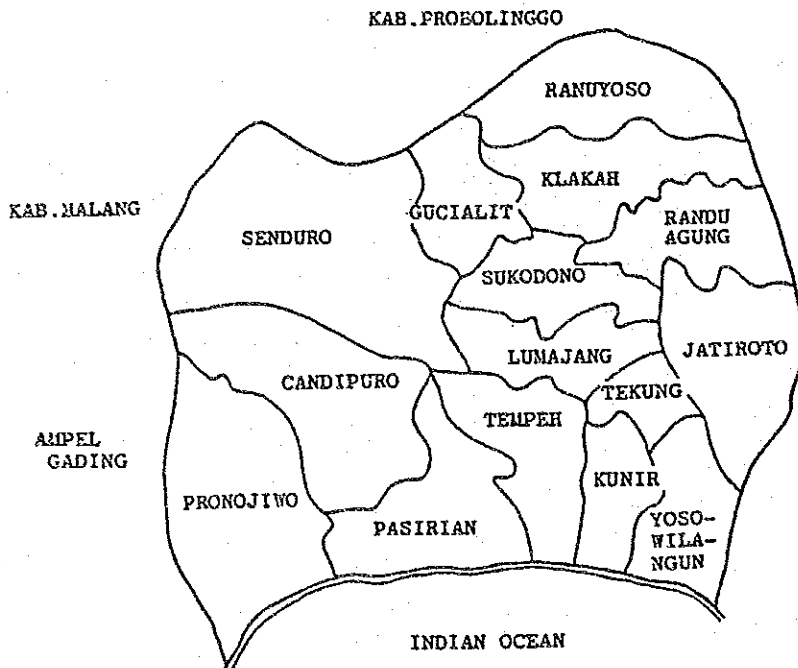 KAB.PROBOLINGGO
RANUYOSO
KLAKAH
KAB.MALANG
GUCIALIT
RANDU
AGUNG
SENDURO
SUKODONO
LUMAJANG
JATIROTO
CANDIPURO
TEKUNG
TEMPEH
AMPEL
GADING
KUNIR
PRONOJIWO
PASIRIAN
YOSO-
WILA-
NGUN
INDIAN OCEAN